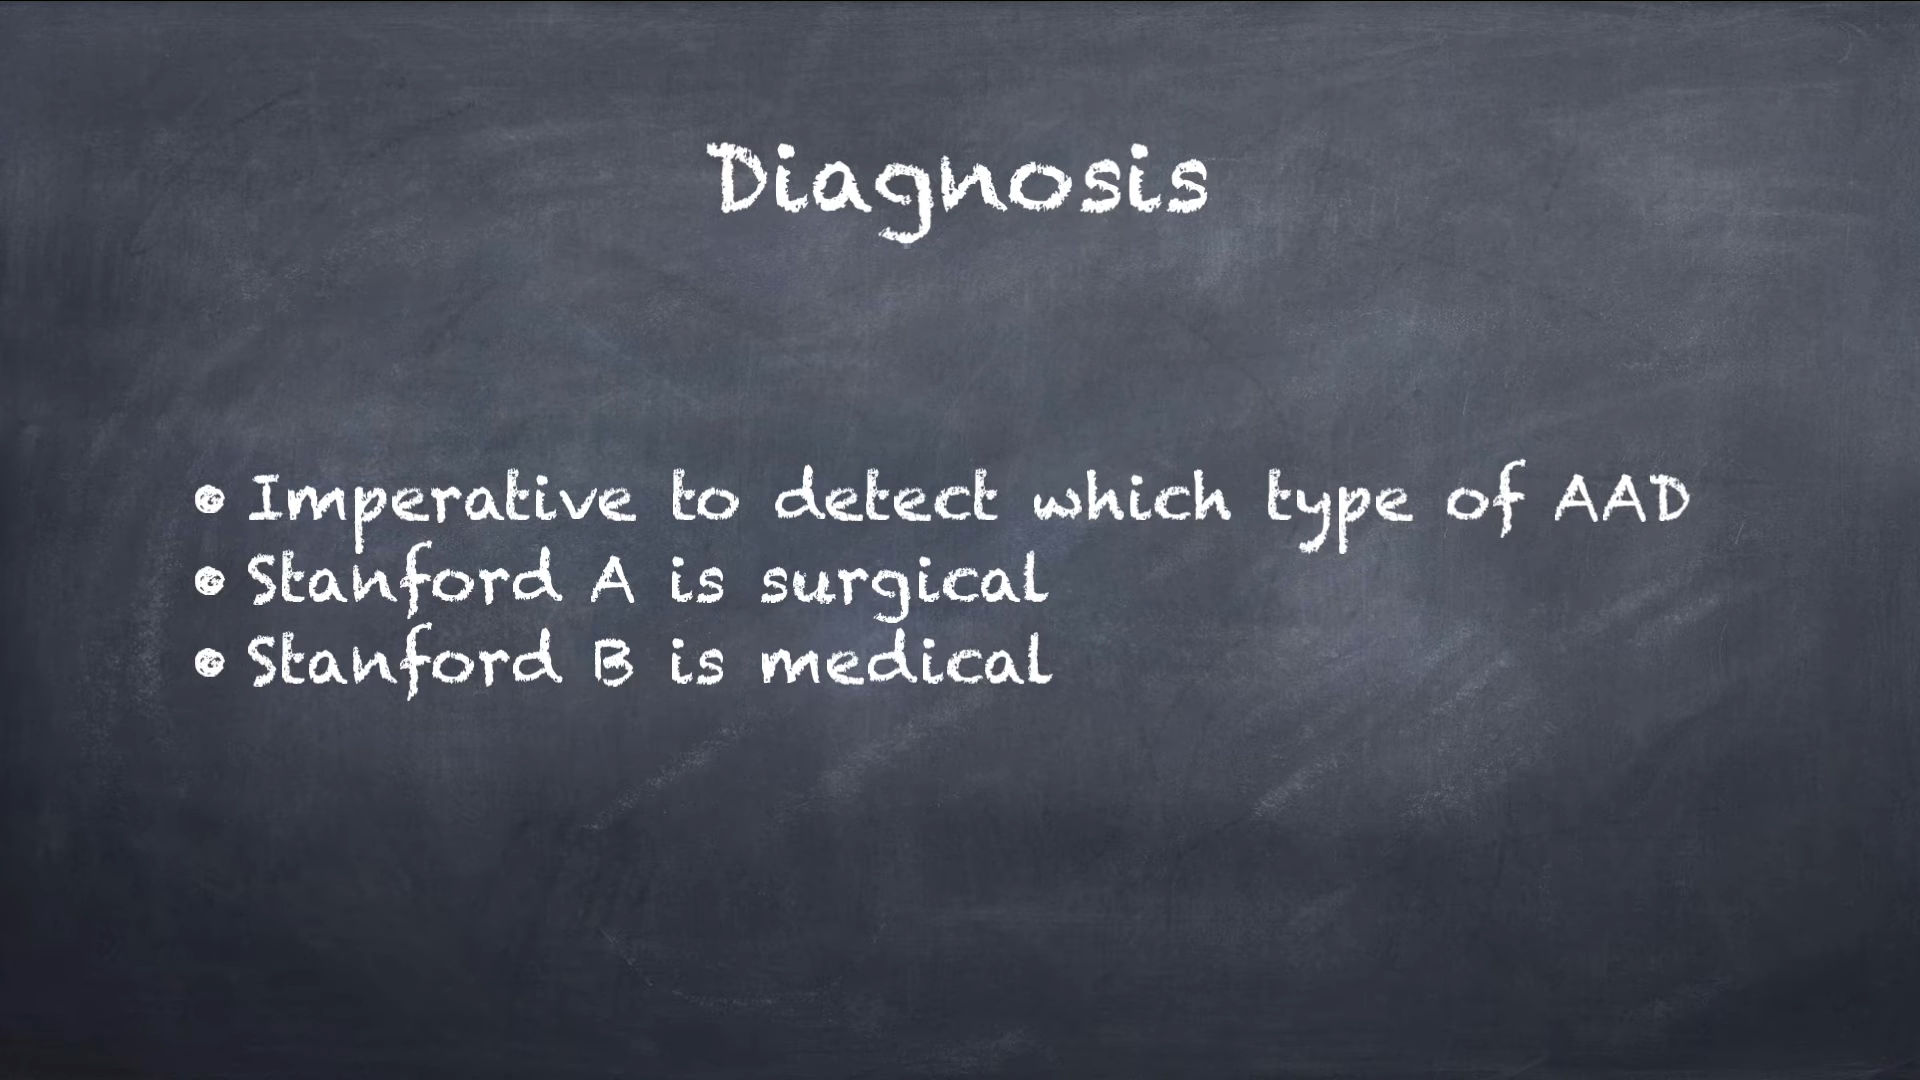 Diagnosis
• Imperative to detect which type of AAD
• Stanford A is surgical
• Stanford B is medical